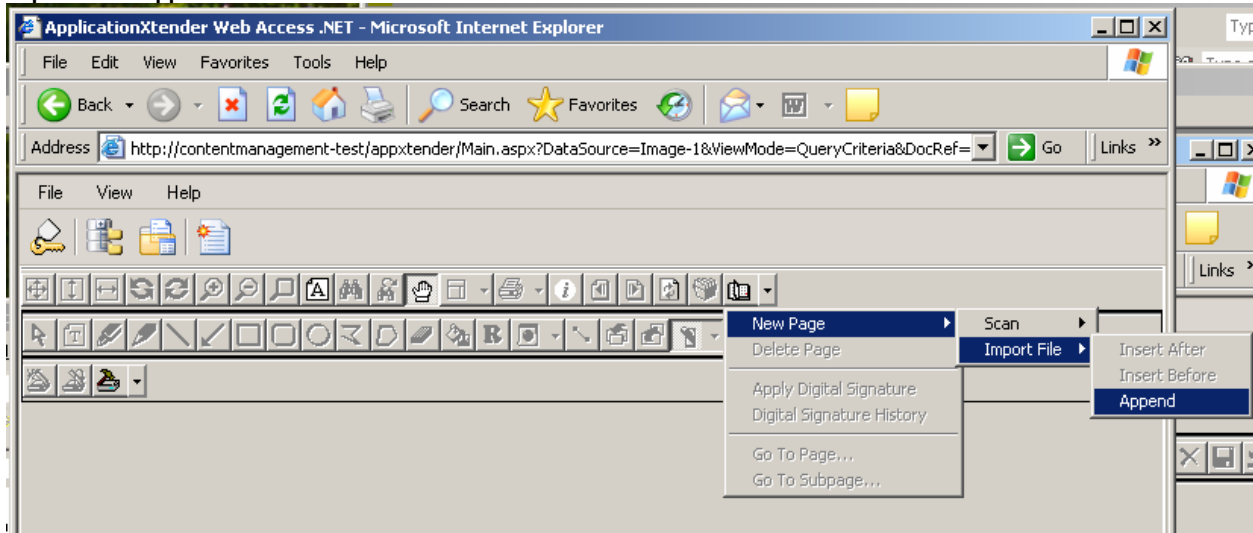 ApplicationXtender Web Access .NET - Microsoft Internet Explorer
File Edit View Favorites Tools Help
Back Search Favorites
Address http://contentmanagement-test/appxtender/Main.aspx?DataSource=Image-1&ViewMode=QueryCriteria&DocRef= Go Links »
Links
File View Help
New Page
Delete Page
Apply Digital Signature
Digital Signature History
Go To Page...
Go To Subpage...
Scan
Import File
Insert After
Insert Before
Append